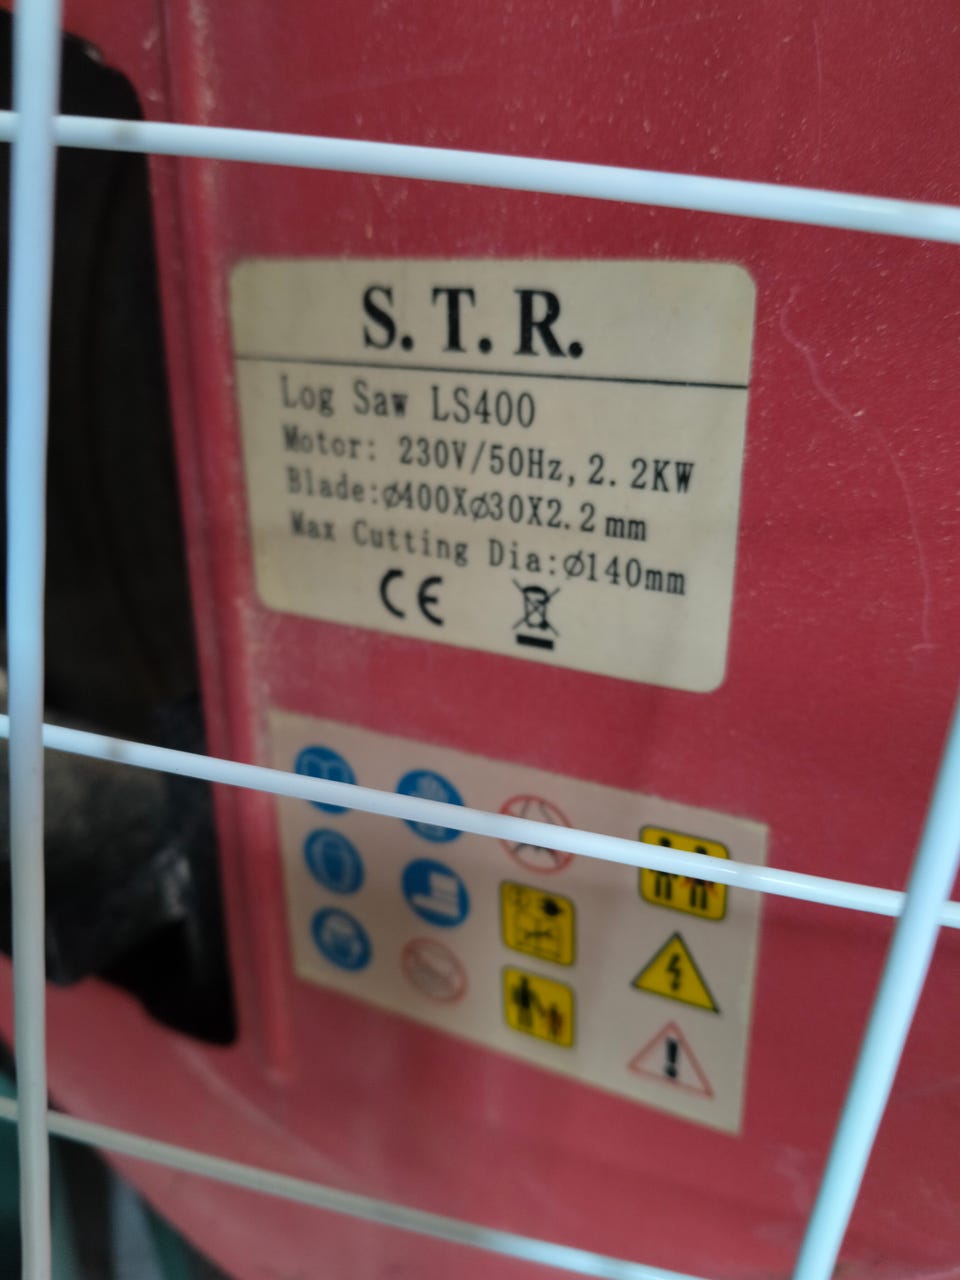 S. T. R.
Log Saw LS400
Motor: 230V/50Hz, 2. 2KW
Blade:ø400Xø30X2. 2mm
Max Cutting Dia:ø140mm
CE